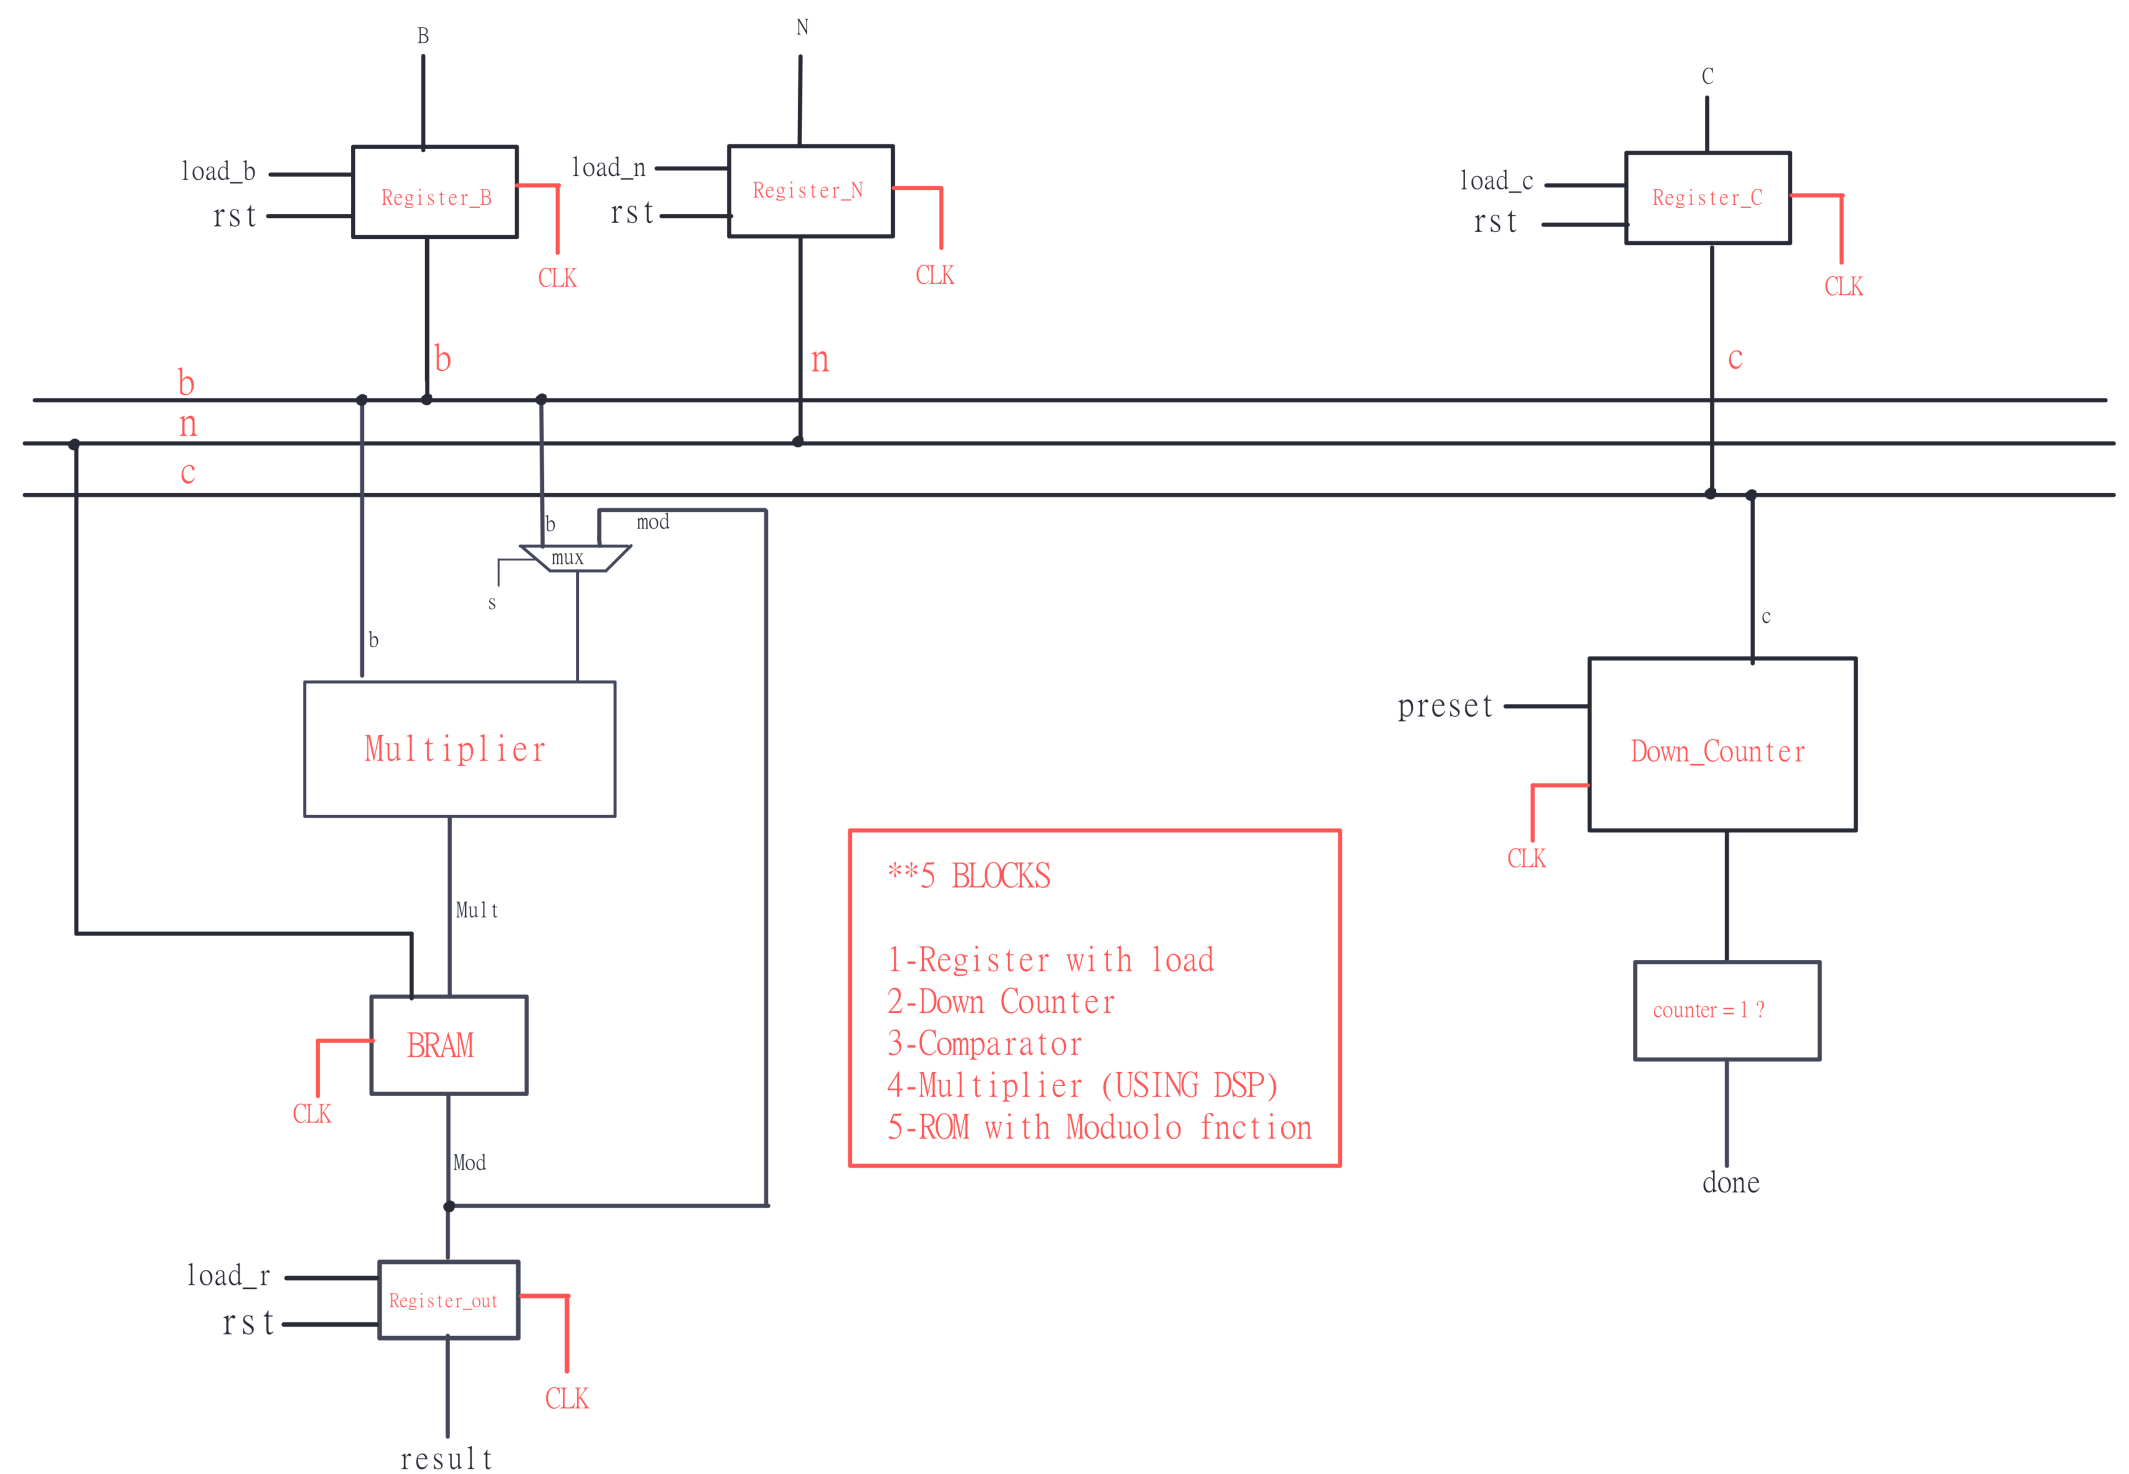 B
N
C
load_b
rst
Register_B
CLK
load_n
rst
Register_N
CLK
load_c
rst
Register_C
CLK
b
n
c
b
n
c
b
mod
mux
s
b
c
Multiplier
preset
Down_Counter
CLK
Mult
**5 BLOCKS
1-Register with load
2-Down Counter
3-Comparator
4-Multiplier (USING DSP)
5-ROM with Moduolo fnction
counter = 1 ?
BRAM
CLK
Mod
done
load_r
rst
Register_out
CLK
result